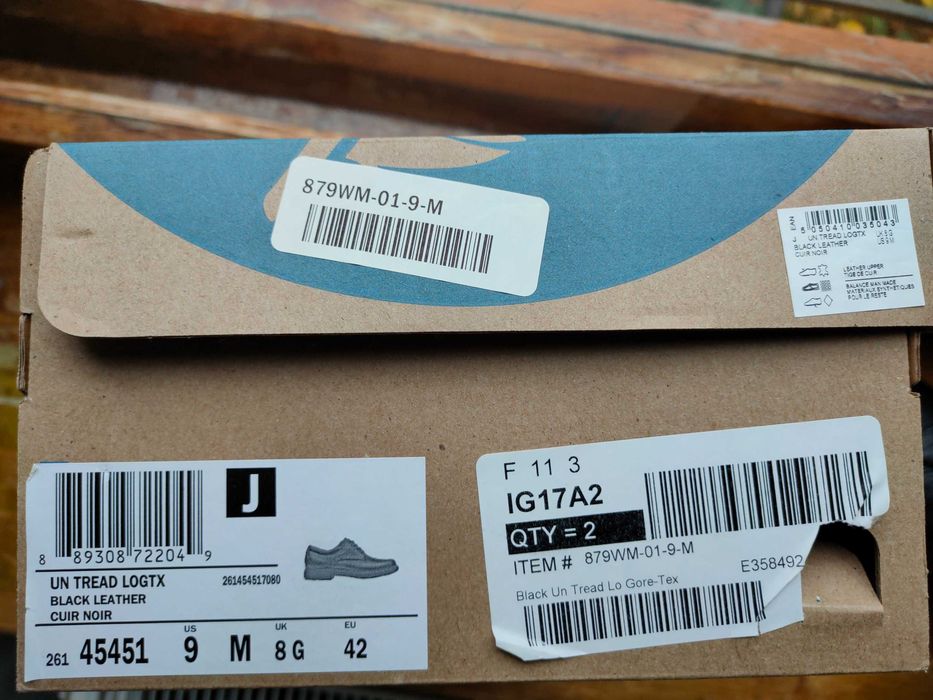 879WM-01-9-M
J EAN
5 050410 035043
UN TREAD LOGTX UK 8 G
BLACK LEATHER US 9 M
CUIR NOIR
LEATHER UPPER
TIGE DE CUIR
BALANCE MAN MADE
MATERIAUX SYNTHETIQUES
POUR LE RESTE
8 89308 72204 9
J
UN TREAD LOGTX 261454517080
BLACK LEATHER
CUIR NOIR
US UK EU
261 45451 9 M 8 G 42
F 11 3
IG17A2
QTY = 2
ITEM # 879WM-01-9-M
E358492
Black Un Tread Lo Gore-Tex